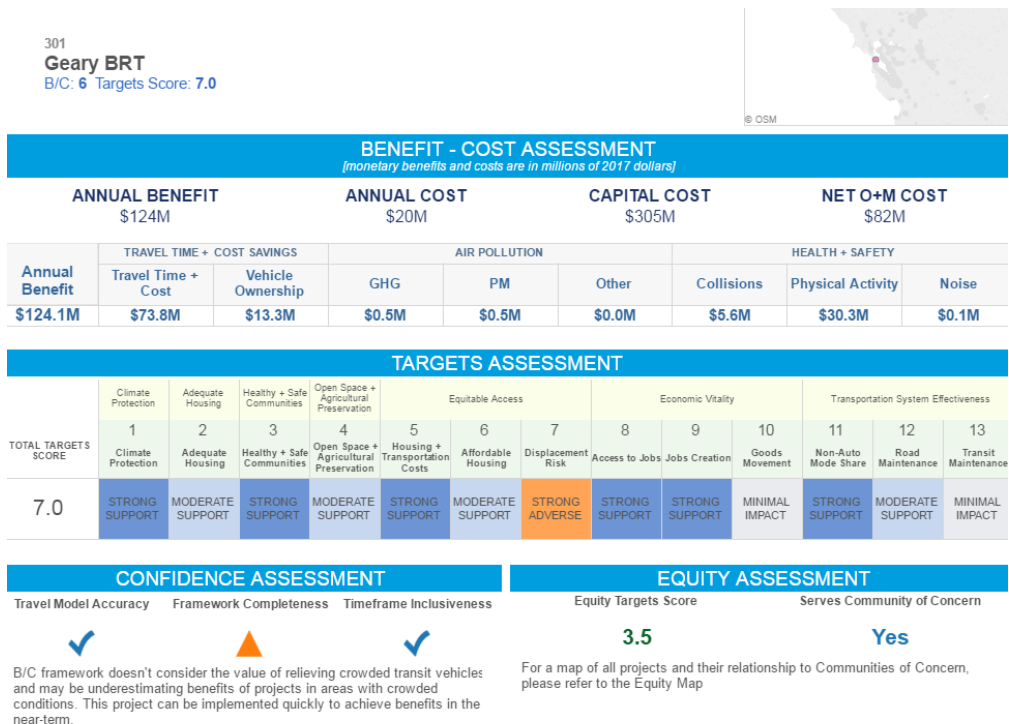 301
Geary BRT
B/C: 6 Targets Score: 7.0
© OSM
BENEFIT - COST ASSESSMENT
[monetary benefits and costs are in millions of 2017 dollars]
ANNUAL BENEFIT ANNUAL COST CAPITAL COST NET O+M COST
$124M $20M $305M $82M
TRAVEL TIME + COST SAVINGS AIR POLLUTION HEALTH + SAFETY
Annual Benefit Travel Time + Cost Vehicle Ownership GHG PM Other Collisions Physical Activity Noise
$124.1M $73.8M $13.3M $0.5M $0.5M $0.0M $5.6M $30.3M $0.1M
TARGETS ASSESSMENT
Climate Protection Adequate Housing Healthy + Safe Communities Open Space + Agricultural Preservation Equitable Access Economic Vitality Transportation System Effectiveness
1 2 3 4 5 6 7 8 9 10 11 12 13
TOTAL TARGETS SCORE Climate Protection Adequate Housing Healthy + Safe Communities Open Space + Agricultural Preservation Housing + Transportation Costs Affordable Housing Displacement Risk Access to Jobs Jobs Creation Goods Movement Non-Auto Mode Share Road Maintenance Transit Maintenance
7.0 STRONG SUPPORT MODERATE SUPPORT STRONG SUPPORT MODERATE SUPPORT STRONG SUPPORT MODERATE SUPPORT STRONG ADVERSE STRONG SUPPORT STRONG SUPPORT MINIMAL IMPACT STRONG SUPPORT MODERATE SUPPORT MINIMAL IMPACT
CONFIDENCE ASSESSMENT
Travel Model Accuracy Framework Completeness Timeframe Inclusiveness
B/C framework doesn't consider the value of relieving crowded transit vehicles
and may be underestimating benefits of projects in areas with crowded
conditions. This project can be implemented quickly to achieve benefits in the
near-term.
EQUITY ASSESSMENT
Equity Targets Score Serves Community of Concern
3.5 Yes
For a map of all projects and their relationship to Communities of Concern,
please refer to the Equity Map